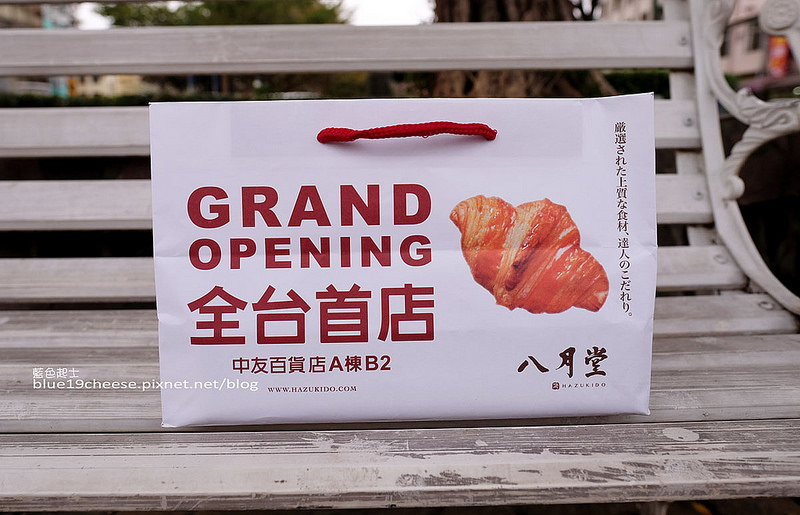 GRAND
OPENING
全台首店
中友百貨店A棟B2
WWW.HAZUKIDO.COM
厳選された上質な食材、達人のこだわり。
八月堂
HAZUKIDO
藍色起士
blue19cheese.pixnet.net/blog